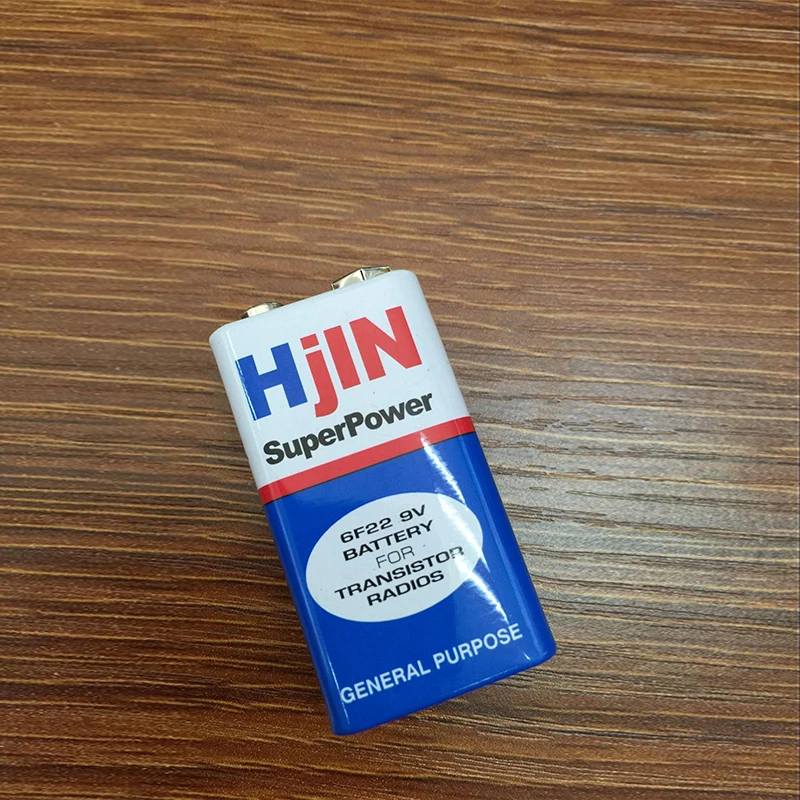 HjIN
SuperPower
6F22 9V
BATTERY
FOR
TRANSISTOR
RADIOS
GENERAL PURPOSE